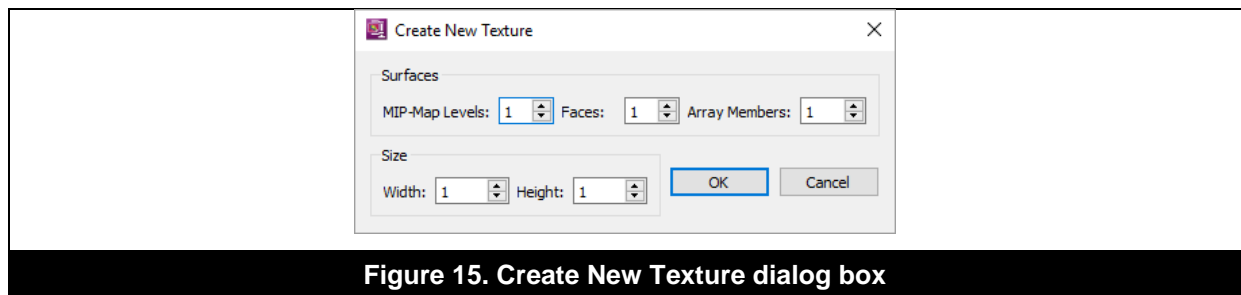 Create New Texture
Surfaces
MIP-Map Levels: 1 Faces: 1 Array Members: 1
Size
Width: 1 Height: 1 OK Cancel
Figure 15. Create New Texture dialog box